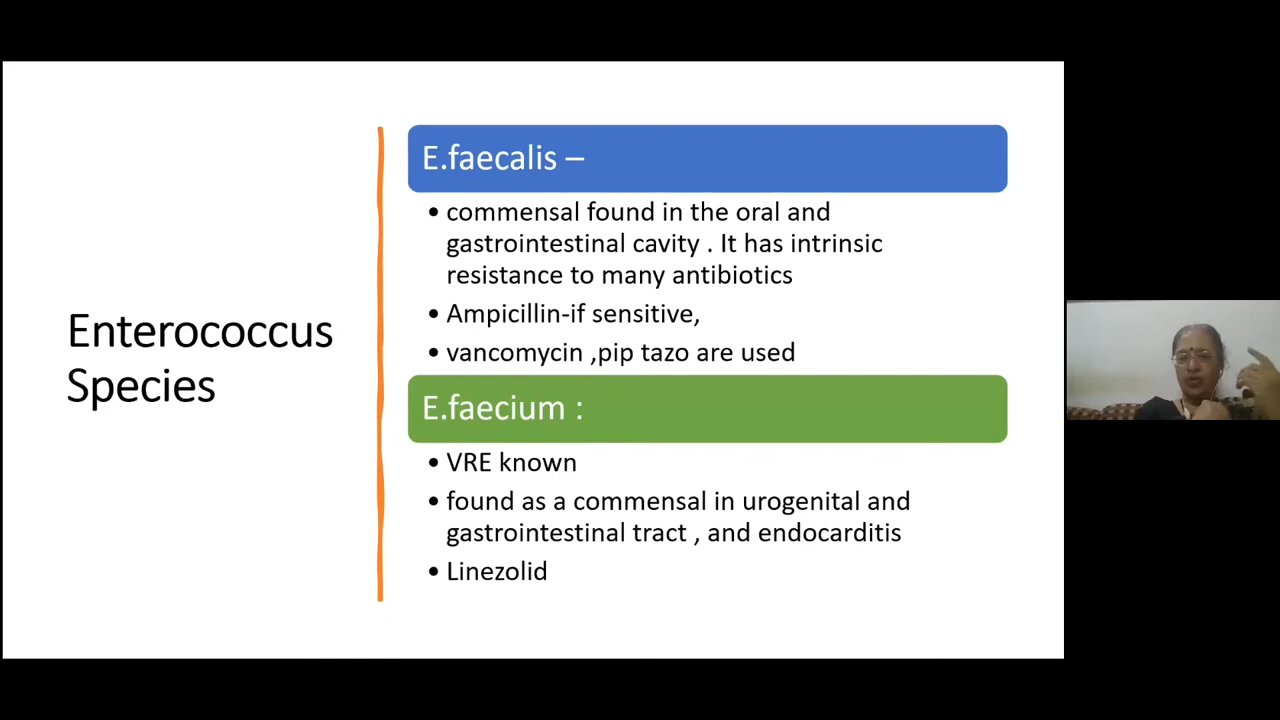 Enterococcus
Species
E.faecalis –
• commensal found in the oral and
gastrointestinal cavity . It has intrinsic
resistance to many antibiotics
• Ampicillin-if sensitive,
• vancomycin ,pip tazo are used
E.faecium :
• VRE known
• found as a commensal in urogenital and
gastrointestinal tract , and endocarditis
• Linezolid